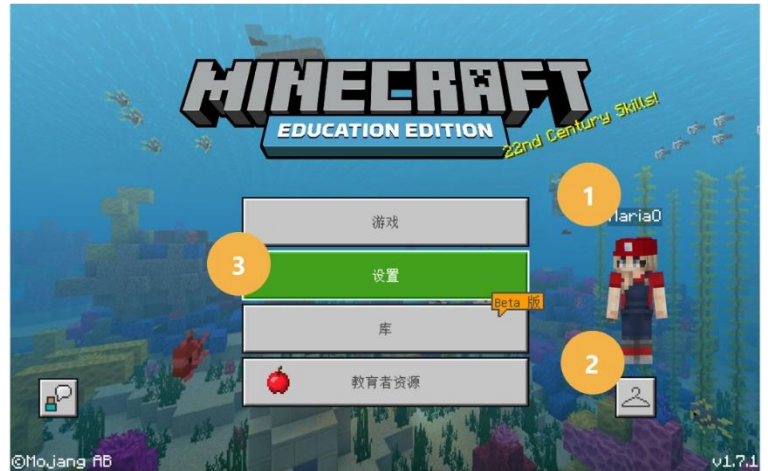 MINECRAFT
EDUCATION EDITION
22nd Century Skills!
1
游戏
3
设置
Beta 版
库
2
教育者资源
©Mojang AB
v1.7.1